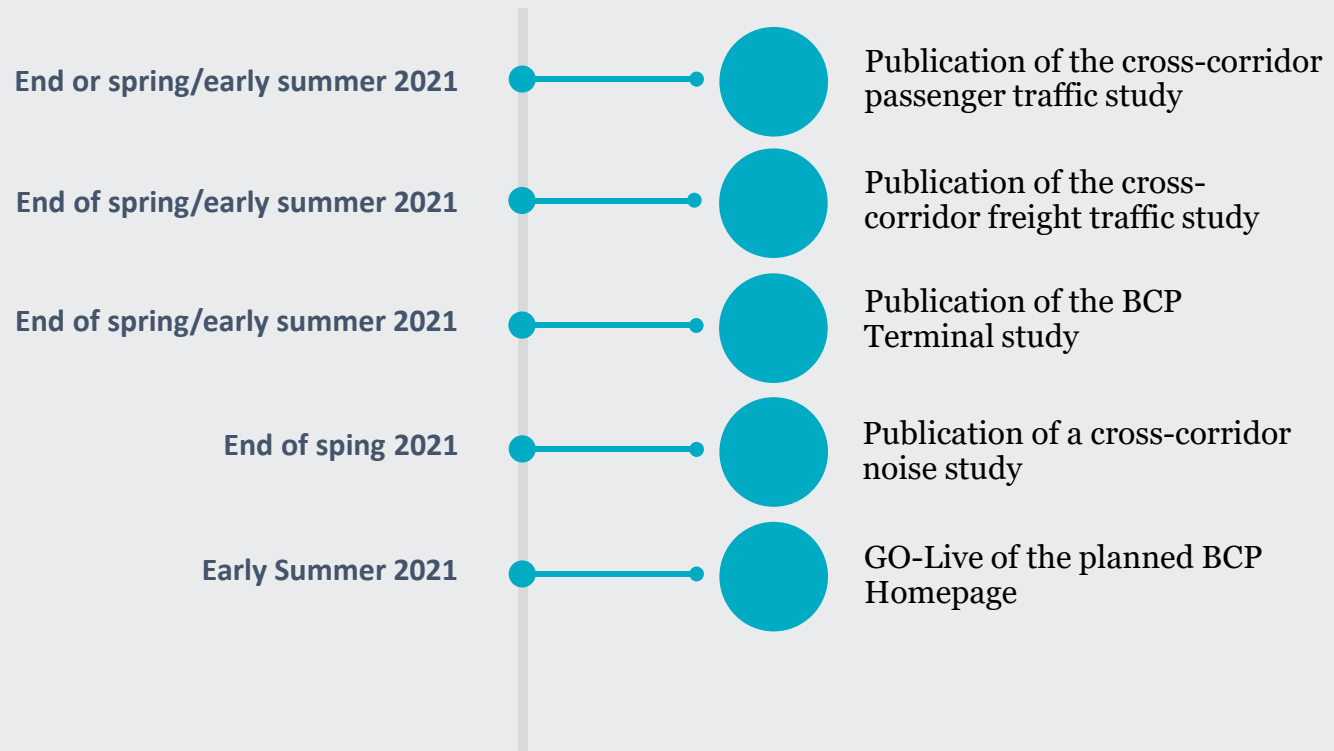 End or spring/early summer 2021
Publication of the cross-corridor
passenger traffic study
End of spring/early summer 2021
Publication of the cross-
corridor freight traffic study
End of spring/early summer 2021
Publication of the BCP
Terminal study
End of sping 2021
Publication of a cross-corridor
noise study
Early Summer 2021
GO-Live of the planned BCP
Homepage